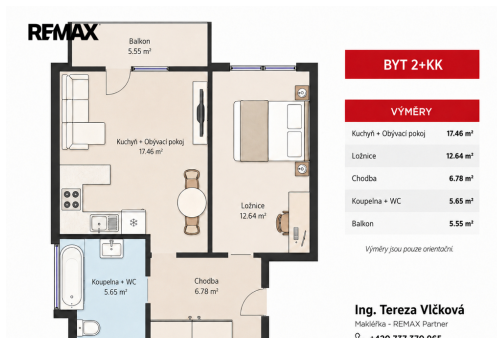 REMAX
Balkon
5.55 m²
Kuchyň + Obývací pokoj
17.46 m²
Ložnice
12.64 m²
Koupelna + WC
5.65 m²
Chodba
6.78 m²
BYT 2+KK
VÝMĚRY
Kuchyň + Obývací pokoj 17.46 m²
Ložnice 12.64 m²
Chodba 6.78 m²
Koupelna + WC 5.65 m²
Balkon 5.55 m²
Výměry jsou pouze orientační.
Ing. Tereza Vlčková
Makléřka - REMAX Partner